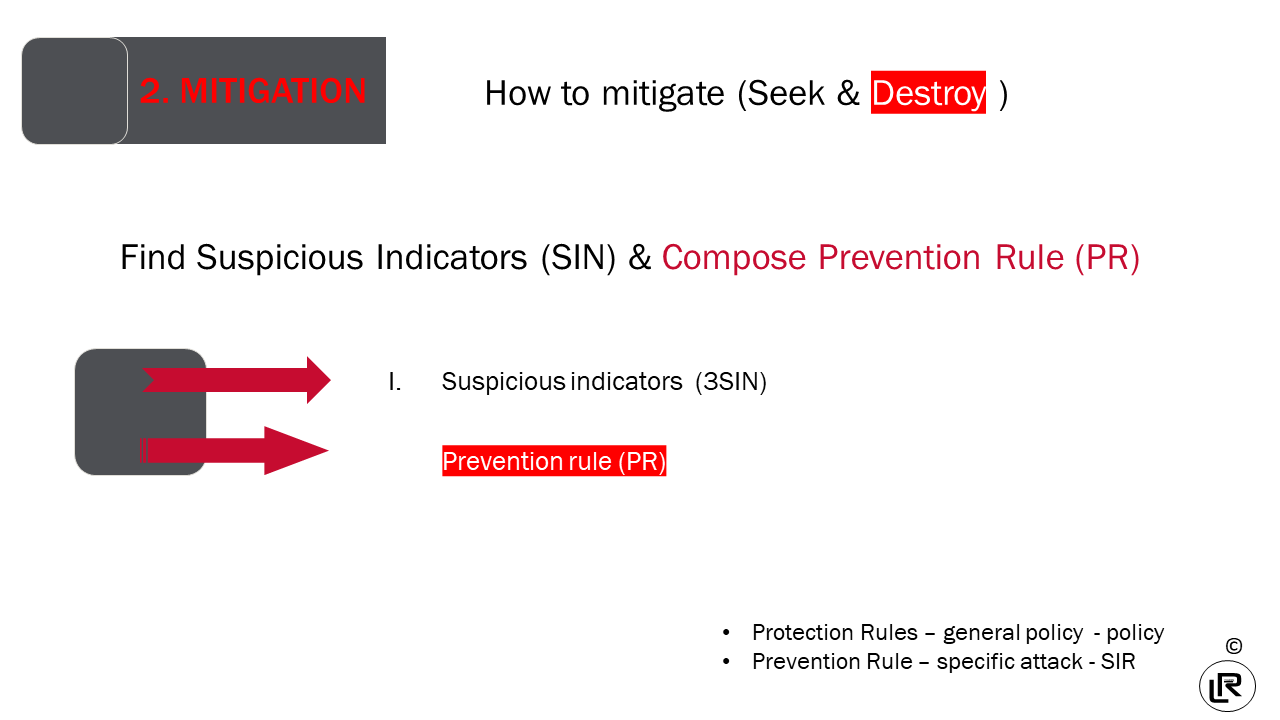 2. MITIGATION
How to mitigate (Seek & Destroy )
Find Suspicious Indicators (SIN) & Compose Prevention Rule (PR)
I. Suspicious indicators (3SIN)
Prevention rule (PR)
• Protection Rules – general policy - policy
• Prevention Rule – specific attack - SIR
©
LR